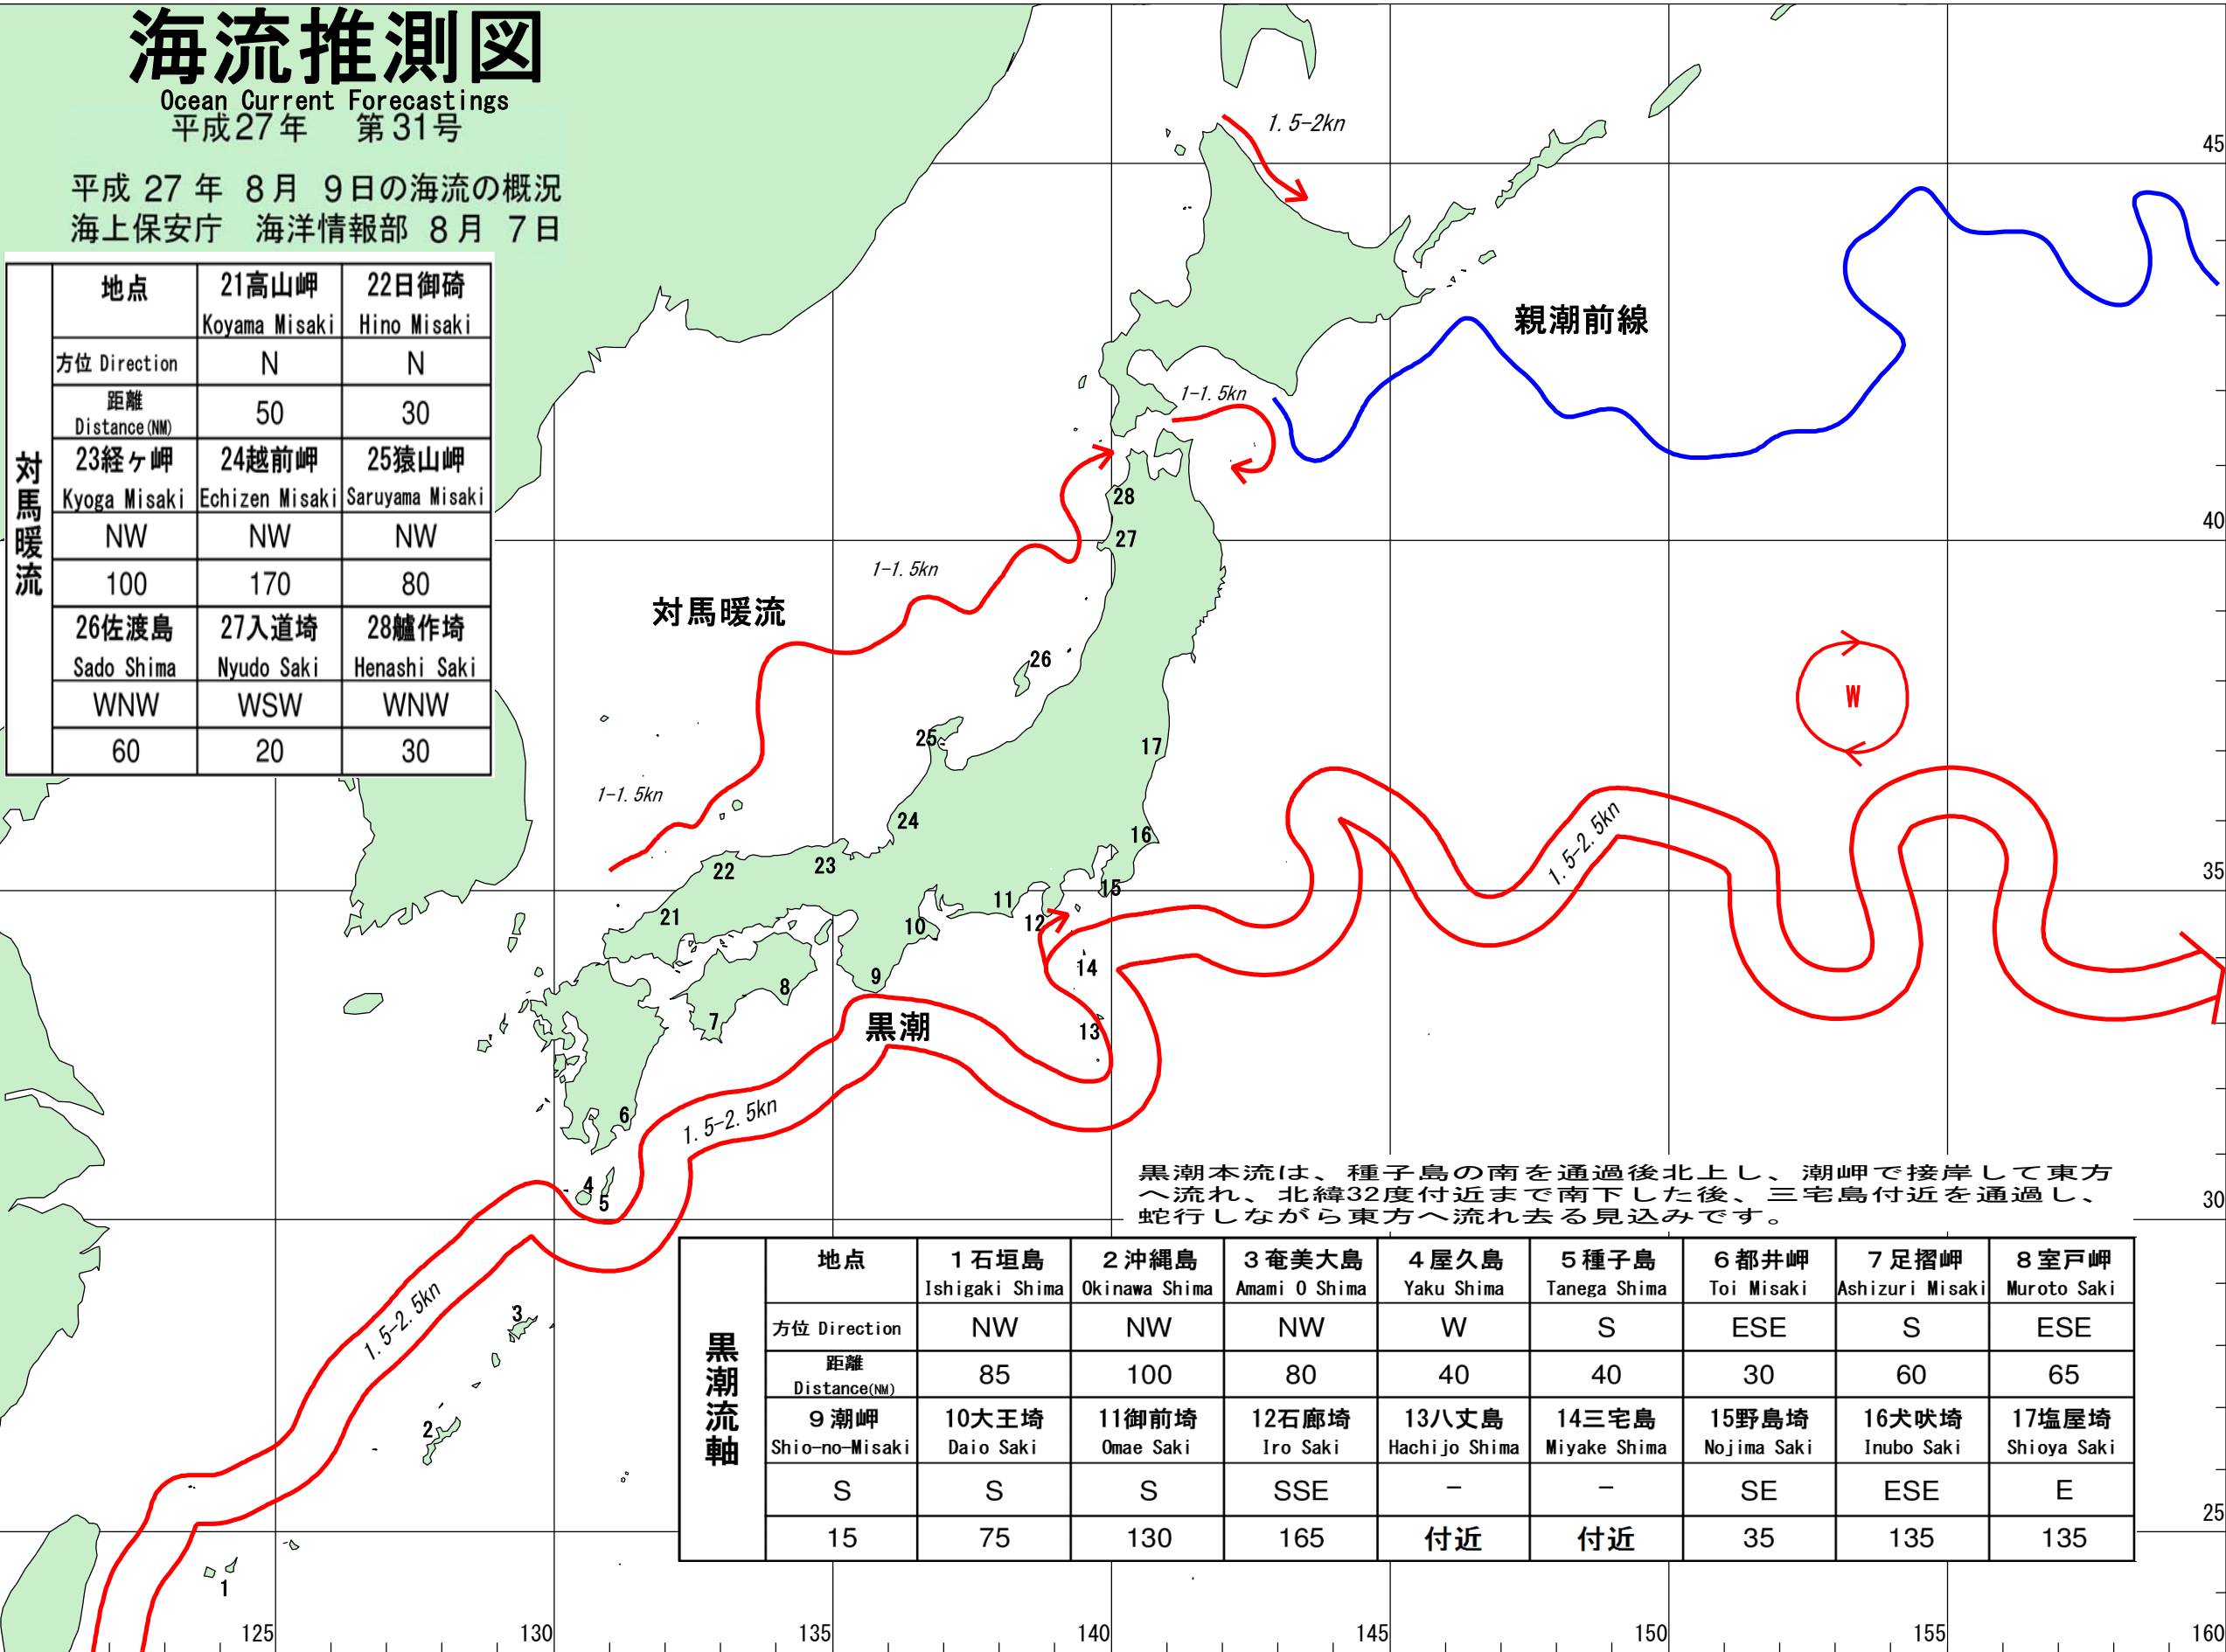 海流推測図
Ocean Current Forecastings
平成27年　第31号
平成 27 年 8月 9日の海流の概況
海上保安庁　海洋情報部 8月 7日
対馬暖流
地点 21高山岬 22日御碕
Koyama Misaki Hino Misaki
方位 Direction N N
距離 Distance(NM) 50 30
23経ヶ岬 24越前岬 25猿山岬
Kyoga Misaki Echizen Misaki Saruyama Misaki
NW NW NW
100 170 80
26佐渡島 27入道埼 28艫作埼
Sado Shima Nyudo Saki Henashi Saki
WNW WSW WNW
60 20 30
1.5-2kn
45
親潮前線
1-1.5kn
28
40
27
1-1.5kn
対馬暖流
26
W
25
17
1-1.5kn
24
16
1.5-2.5kn
23
22
15
35
11
21
12
10
14
9
8
7
黒潮
13
6
1.5-2.5kn
4
5
30
黒潮本流は、種子島の南を通過後北上し、潮岬で接岸して東方
へ流れ、北緯32度付近まで南下した後、三宅島付近を通過し、
蛇行しながら東方へ流れ去る見込みです。
1.5-2.5kn
3
2
1
黒潮流軸
地点 1石垣島 2沖縄島 3奄美大島 4屋久島 5種子島 6都井岬 7足摺岬 8室戸岬
Ishigaki Shima Okinawa Shima Amami O Shima Yaku Shima Tanega Shima Toi Misaki Ashizuri Misaki Muroto Saki
方位 Direction NW NW NW W S ESE S ESE
距離 Distance(NM) 85 100 80 40 40 30 60 65
9潮岬 10大王埼 11御前埼 12石廊埼 13八丈島 14三宅島 15野島埼 16犬吠埼 17塩屋埼
Shio-no-Misaki Daio Saki Omae Saki Iro Saki Hachijo Shima Miyake Shima Nojima Saki Inubo Saki Shioya Saki
S S S SSE - - SE ESE E
15 75 130 165 付近 付近 35 135 135
25
125 130 135 140 145 150 155 160